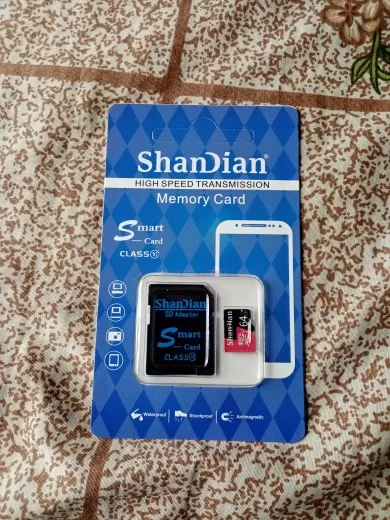 ShanDian®
HIGH SPEED TRANSMISSION
Memory Card
Smart
Card
CLASS⑩
ShanDian
SD Adapter
Smart
Card
CLASS⑩
ShanDian
64
Waterproof
Shockproof
Antimagnetic